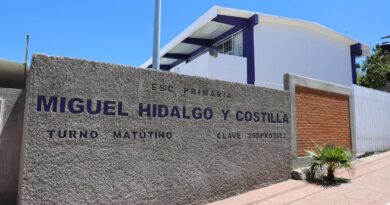 ESC. PRIMARIA
MIGUEL HIDALGO Y COSTILLA
TURNO MATUTINO CLAVE